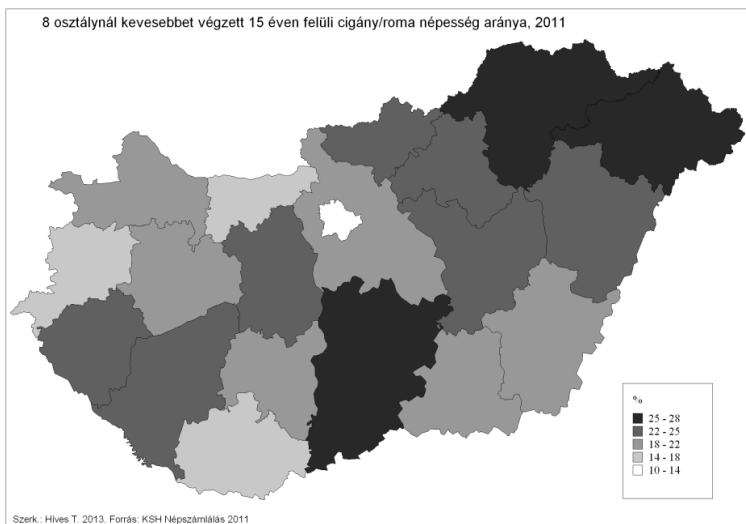 8 osztálynál kevesebbet végzett 15 éven felüli cigány/roma népesség aránya, 2011
%
25 - 28
22 - 25
18 - 22
14 - 18
10 - 14
Szerk.: Híves T. 2013. Forrás: KSH Népszámlálás 2011